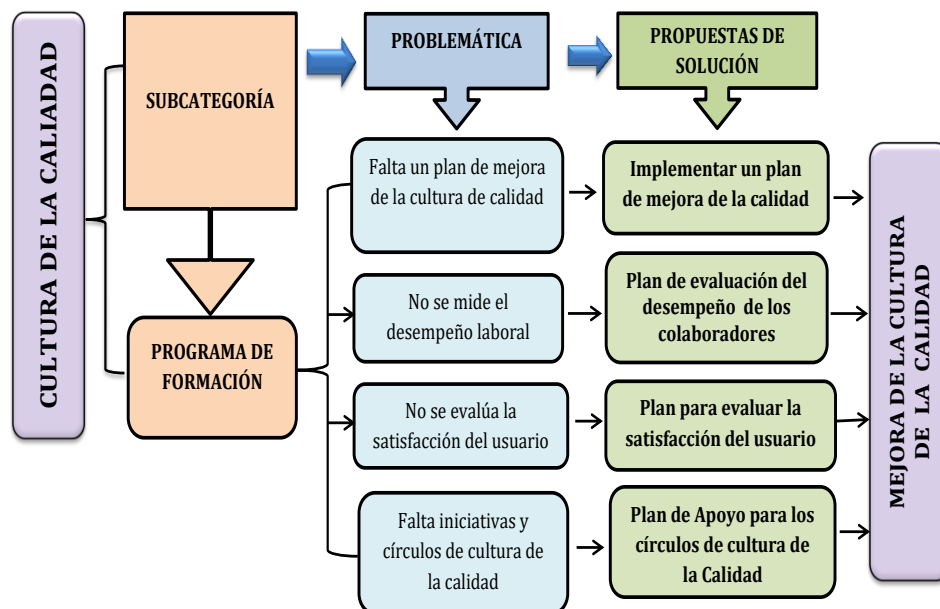 CULTURA DE LA CALIADAD
SUBCATEGORÍA
PROBLEMÁTICA
PROPUESTAS DE
SOLUCIÓN
PROGRAMA DE
FORMACIÓN
Falta un plan de mejora
de la cultura de calidad
Implementar un plan
de mejora de la calidad
No se mide el
desempeño laboral
Plan de evaluación del
desempeño de los
colaboradores
No se evalúa la
satisfacción del usuario
Plan para evaluar la
satisfacción del usuario
Falta iniciativas y
círculos de cultura de
la calidad
Plan de Apoyo para los
círculos de cultura de
la Calidad
MEJORA DE LA CULTURA
DE LA CALIDAD